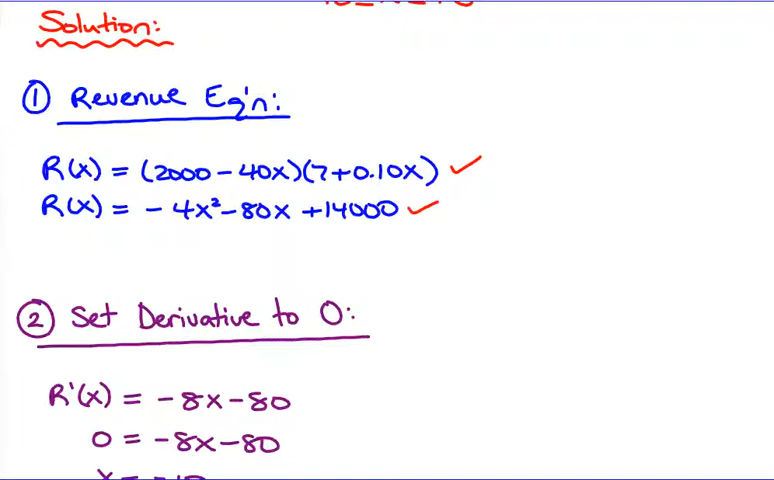 Solution:
① Revenue Eq'n:
R(x) = (2000 - 40x)(7+0.10x) ✓
R(x) = - 4x² - 80x + 14000 ✓
② Set Derivative to 0:
R'(x) = - 8x - 80
0 = - 8x - 80
x = -10